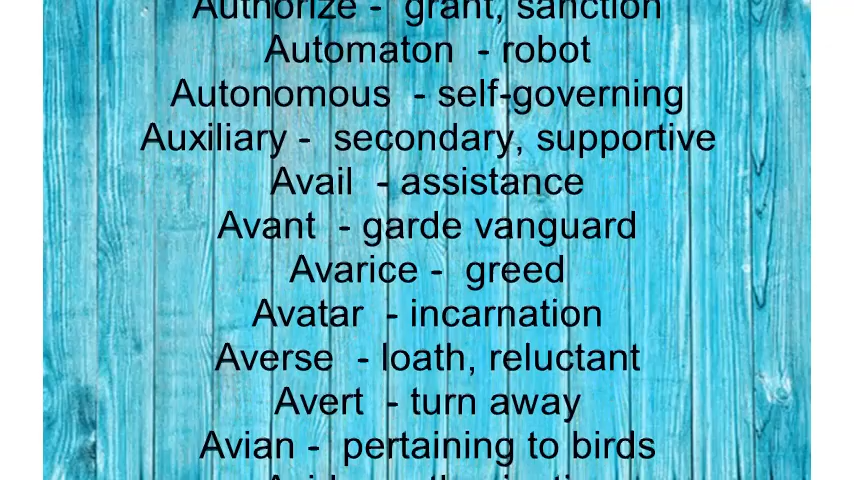 Authorize - grant, sanction
Automaton - robot
Autonomous - self-governing
Auxiliary - secondary, supportive
Avail - assistance
Avant - garde vanguard
Avarice - greed
Avatar - incarnation
Averse - loath, reluctant
Avert - turn away
Avian - pertaining to birds